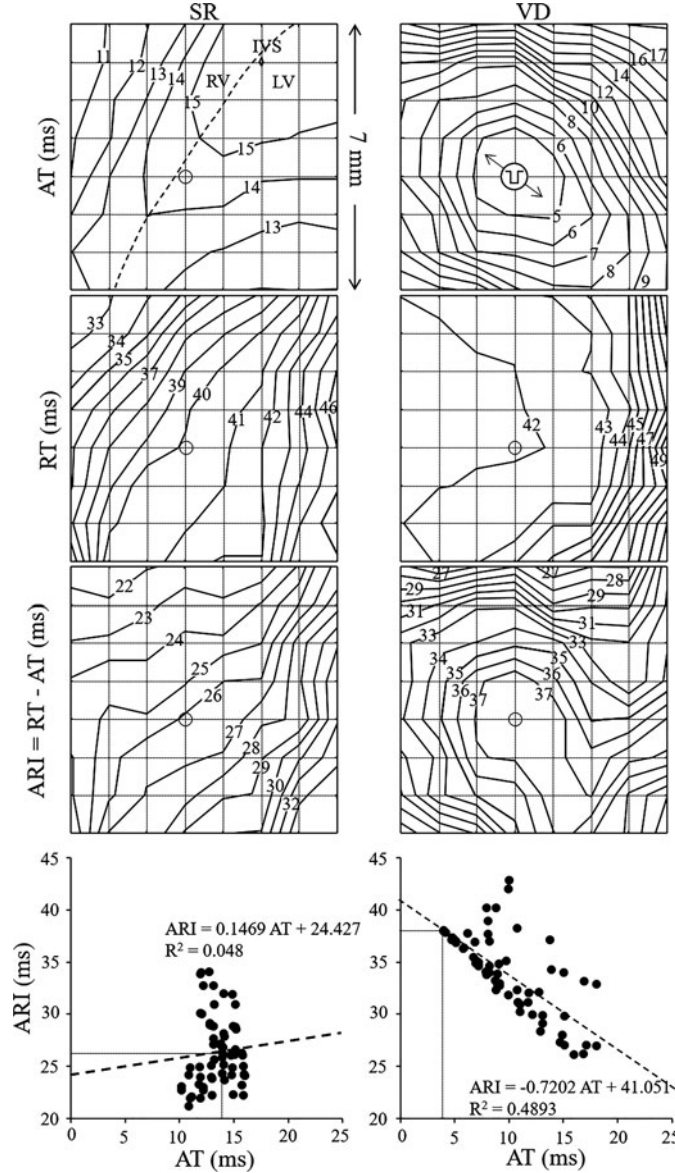 SR VD
IVS
RV LV
11 12 13 14 15 15 14 13
AT (ms)
7 mm
17 16 14 12 10 8 6 5 6 7 8 9
33 34 35 37 39 40 41 42 44 46
RT (ms)
42 43 44 45 47 49
22 23 24 25 26 27 28 29 30 32
ARI = RT - AT (ms)
27 27 28 29 29 31 31 33 33 34 35 35 36 36 37 37
45 40 35 30 25 20
ARI (ms)
ARI = 0.1469 AT + 24.427
R² = 0.048
0 5 10 15 20 25
AT (ms)
45 40 35 30 25 20
ARI = -0.7202 AT + 41.051
R² = 0.4893
0 5 10 15 20 25
AT (ms)